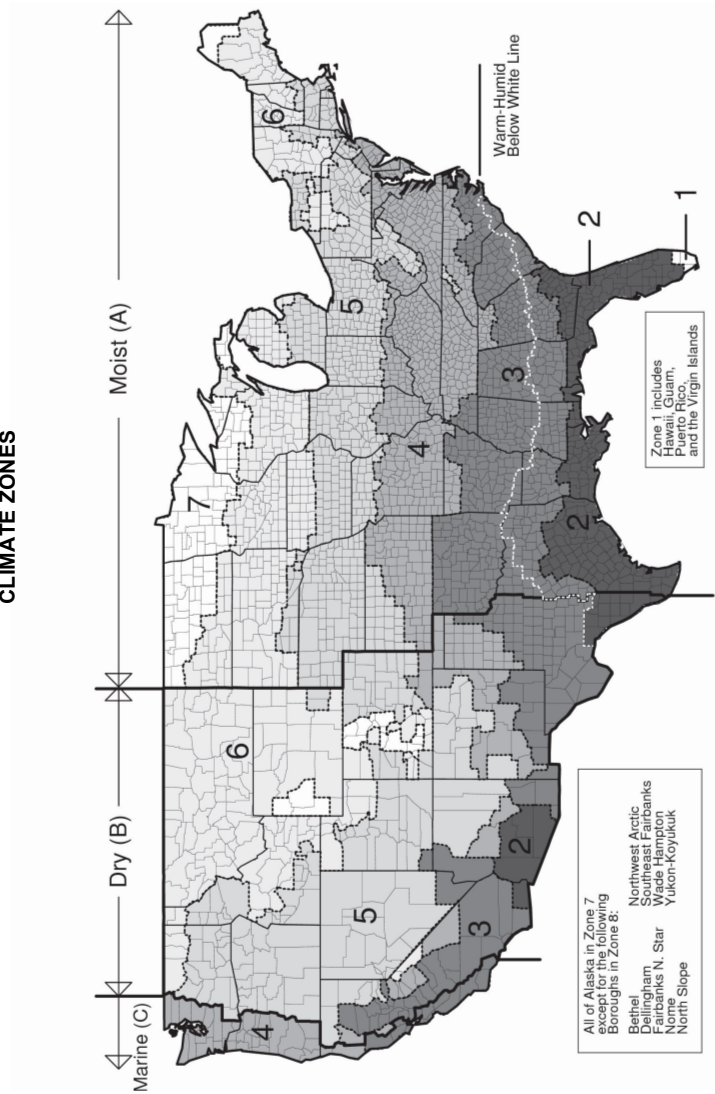 CLIMATE ZONES
Marine (C)
Dry (B)
Moist (A)
7
6
6
5
5
4
4
3
3
2
2
2
1
Warm-Humid
Below White Line
All of Alaska in Zone 7
except for the following
Boroughs in Zone 8:
Bethel
Dellingham
Fairbanks N. Star
Nome
North Slope
Northwest Arctic
Southeast Fairbanks
Wade Hampton
Yukon-Koyukuk
Zone 1 includes
Hawaii, Guam,
Puerto Rico,
and the Virgin Islands